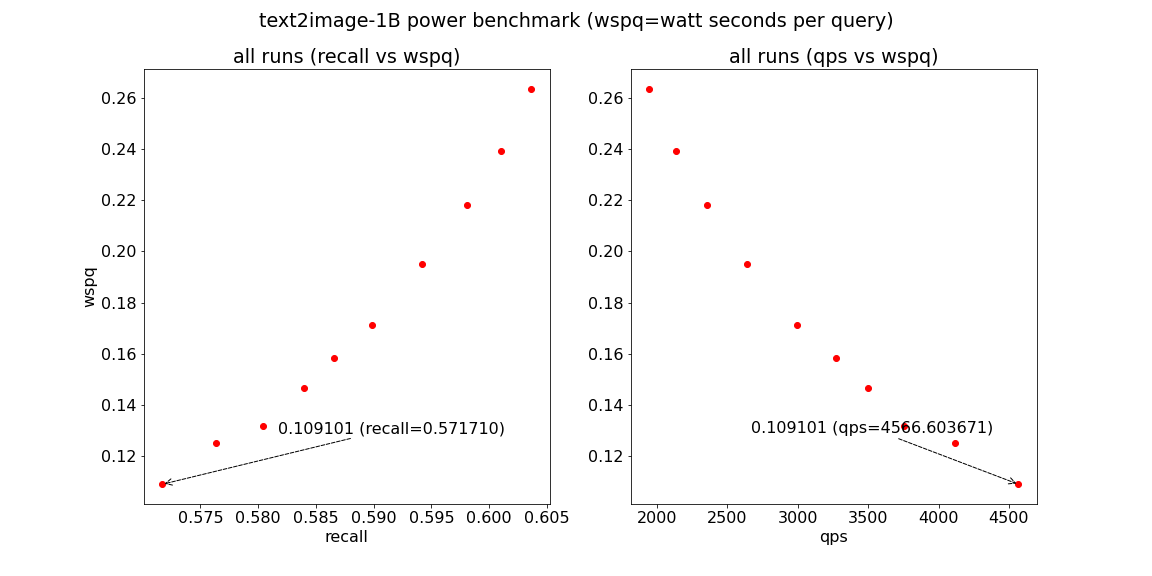 text2image-1B power benchmark (wspq=watt seconds per query)
all runs (recall vs wspq)
wspq
0.26
0.24
0.22
0.20
0.18
0.16
0.14
0.12
0.109101 (recall=0.571710)
0.575 0.580 0.585 0.590 0.595 0.600 0.605
recall
all runs (qps vs wspq)
0.26
0.24
0.22
0.20
0.18
0.16
0.14
0.12
0.109101 (qps=4566.603671)
2000 2500 3000 3500 4000 4500
qps